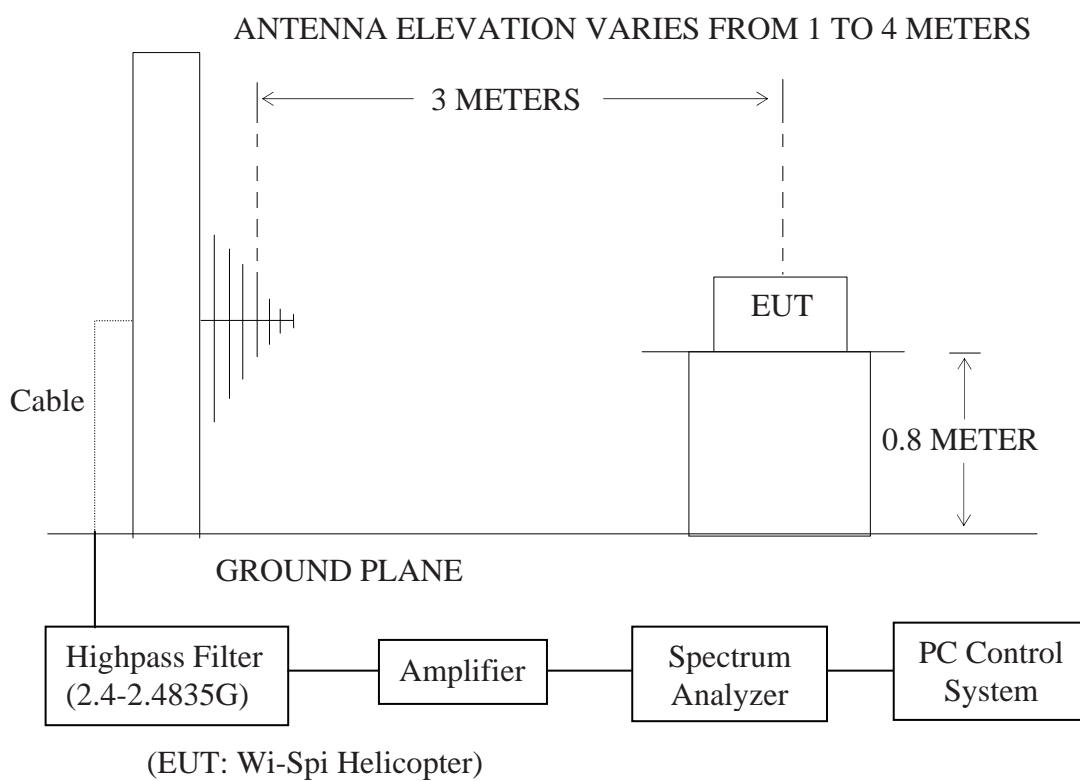 ANTENNA ELEVATION VARIES FROM 1 TO 4 METERS
3 METERS
EUT
Cable
0.8 METER
GROUND PLANE
Highpass Filter
(2.4-2.4835G)
Amplifier
Spectrum
Analyzer
PC Control
System
(EUT: Wi-Spi Helicopter)